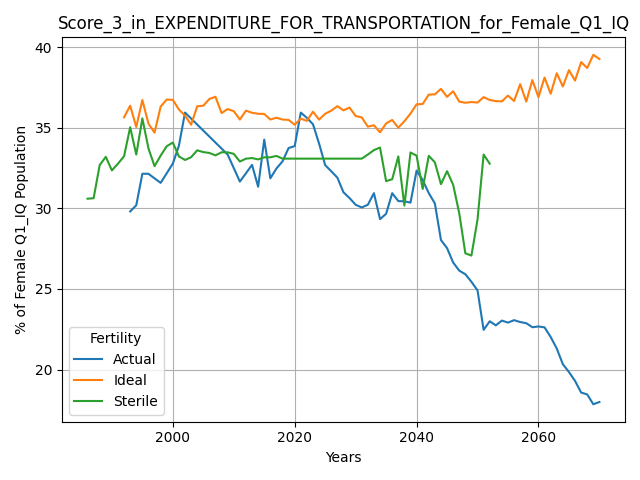 Score_3_in_EXPENDITURE_FOR_TRANSPORTATION_for_Female_Q1_IQ
% of Female Q1_IQ Population
40
35
30
25
20
Fertility
Actual
Ideal
Sterile
2000 2020 2040 2060
Years